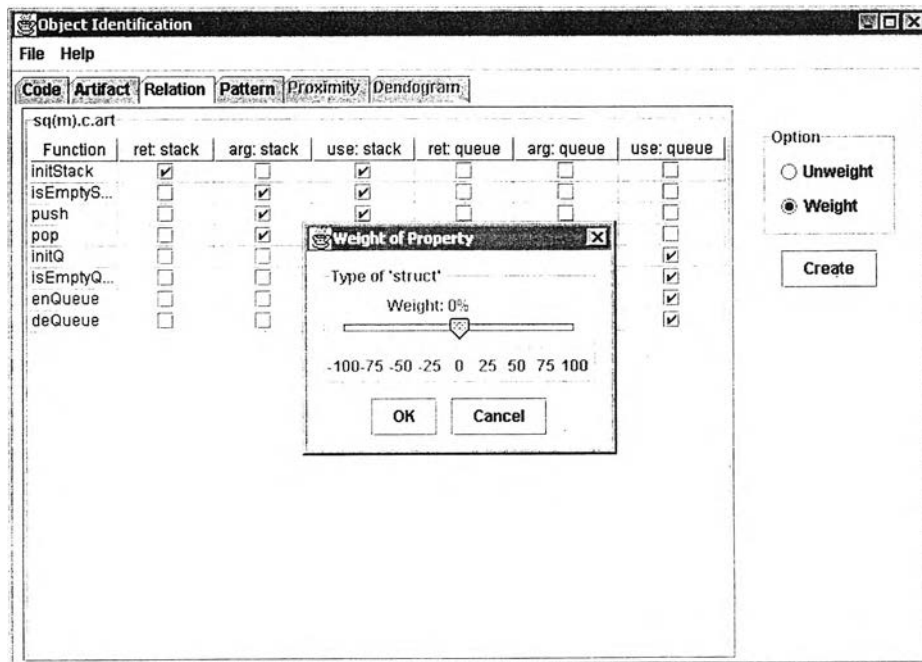 Object Identification
File Help
Code Artifact Relation Pattern Proximity Dendogram
sq(m).c.art
Function ret: stack arg: stack use: stack ret: queue arg: queue use: queue
initStack
isEmptyS...
push
pop
initQ
isEmptyQ...
enQueue
deQueue
Option
Unweight
Weight
Create
Weight of Property
Type of 'struct'
Weight: 0%
-100 -75 -50 -25 0 25 50 75 100
OK Cancel